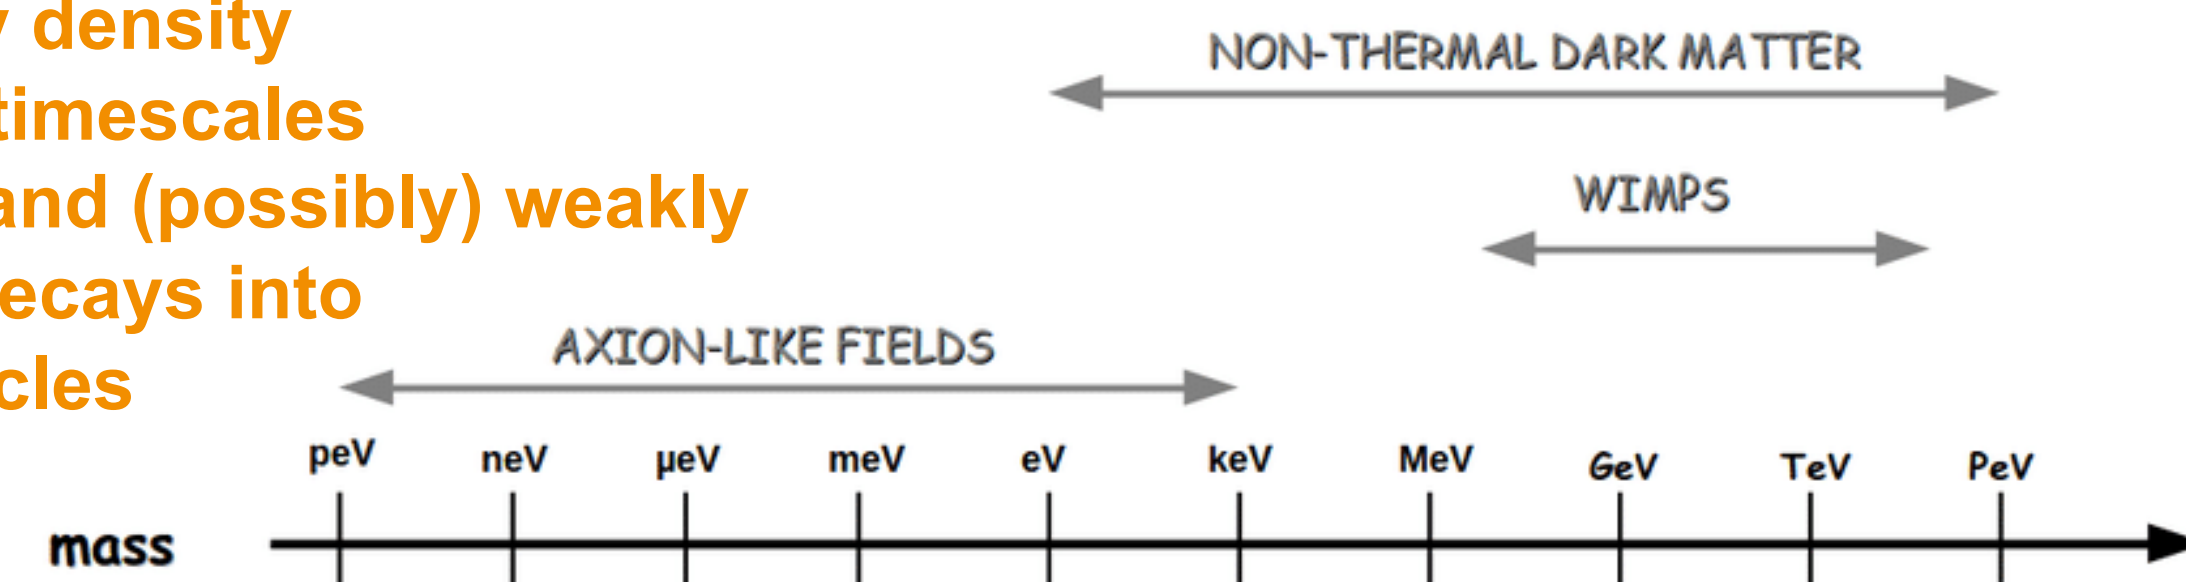 density
timescales
and (possibly) weakly
ecays into
cles
NON-THERMAL DARK MATTER
WIMPS
AXION-LIKE FIELDS
peV neV µeV meV eV keV MeV GeV TeV PeV
mass